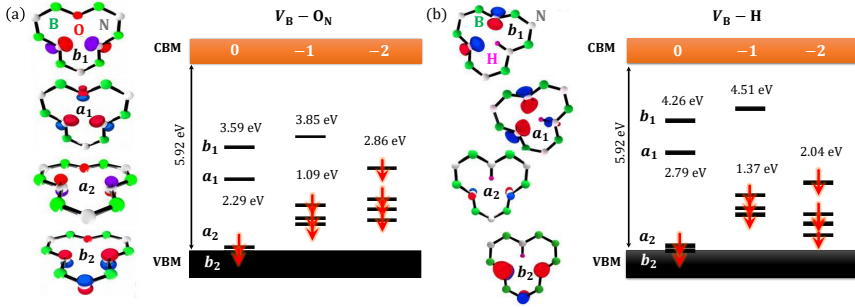 (a)
B
O
N
b₁
a₁
a₂
b₂
V_B − O_N
CBM
0
−1
−2
5.92 eV
3.59 eV
3.85 eV
2.86 eV
b₁
1.09 eV
a₁
2.29 eV
a₂
VBM
b₂
(b)
B
N
b₁
H
a₁
a₂
b₂
V_B − H
CBM
0
−1
−2
5.92 eV
4.26 eV
4.51 eV
b₁
a₁
2.79 eV
1.37 eV
2.04 eV
a₂
VBM
b₂